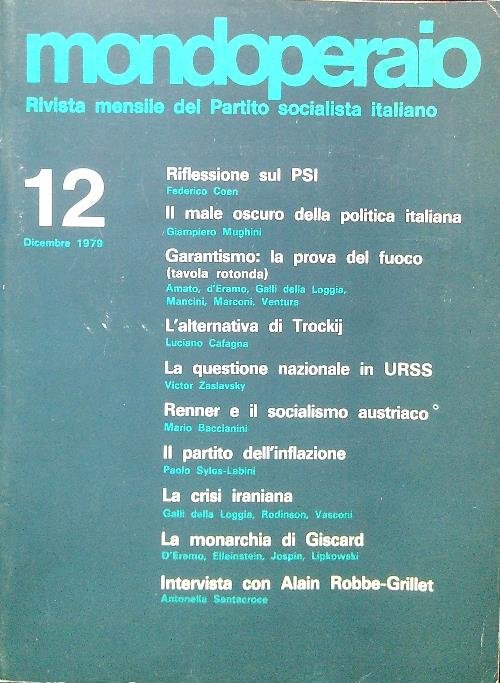 mondoperaio
Rivista mensile del Partito socialista italiano
12
Dicembre 1979
Riflessione sul PSI
Federico Coen
Il male oscuro della politica italiana
Giampiero Mughini
Garantismo: la prova del fuoco
(tavola rotonda)
Amato, d'Eramo, Galli della Loggia,
Mancini, Marconi, Ventura
L'alternativa di Trockij
Luciano Cafagna
La questione nazionale in URSS
Victor Zaslavsky
Renner e il socialismo austriaco
Mario Baccianini
Il partito dell'inflazione
Paolo Sylos-Labini
La crisi iraniana
Galli della Loggia, Rodinson, Vasconi
La monarchia di Giscard
D'Eramo, Elleinstein, Jospin, Lipkowski
Intervista con Alain Robbe-Grillet
Antonella Santacroce